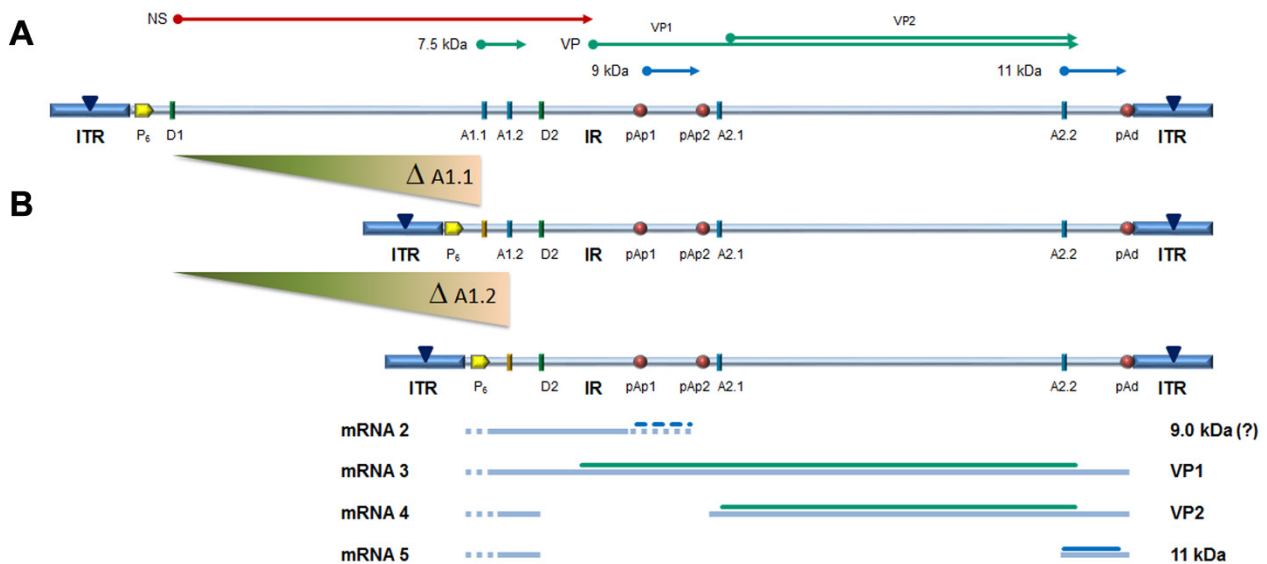 A
NS
VP2
VP1
7.5 kDa
VP
9 kDa
11 kDa
ITR P6 D1 A1.1 A1.2 D2 IR pAp1 pAp2 A2.1 A2.2 pAd ITR
Δ A1.1
B
ITR P6 A1.2 D2 IR pAp1 pAp2 A2.1 A2.2 pAd ITR
Δ A1.2
ITR P6 D2 IR pAp1 pAp2 A2.1 A2.2 pAd ITR
mRNA 2 9.0 kDa (?)
mRNA 3 VP1
mRNA 4 VP2
mRNA 5 11 kDa